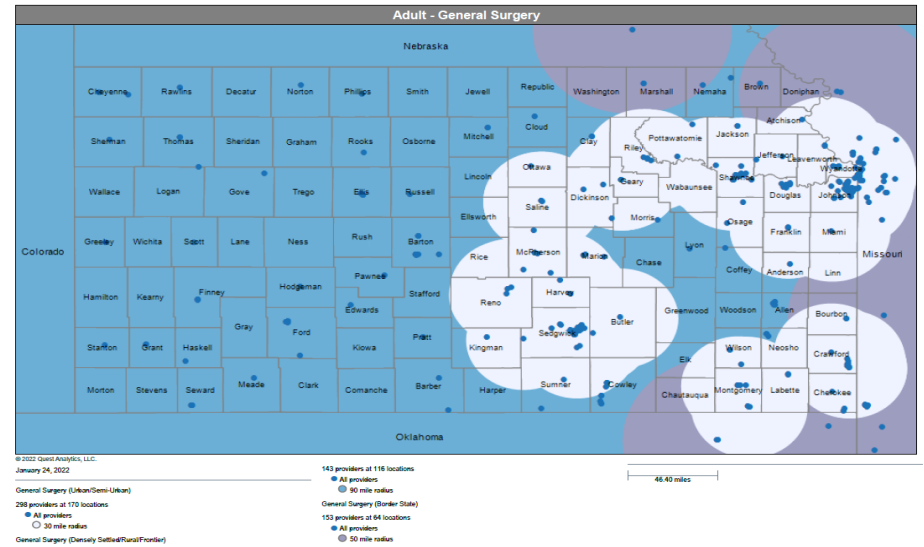 Adult - General Surgery
Nebraska
Cheyenne Rawlins Decatur Norton Phillips Smith Jewell Republic Washington Marshall Nemaha Brown Doniphan
Sherman Thomas Sheridan Graham Rooks Osborne Mitchell Cloud Clay Riley Pottawatomie Jackson Atchison
Jefferson Leavenworth
Wallace Logan Gove Trego Ellis Russell Lincoln Ottawa Geary Wabaunsee Shawnee Wyandotte
Saline Dickinson Douglas Johnson
Ellsworth Morris Osage
Greeley Wichita Scott Lane Ness Rush Barton Rice McPherson Marion Chase Lyon Franklin Miami
Colorado
Missouri
Hamilton Kearny Finney Hodgeman Pawnee Stafford Reno Harvey Coffey Anderson Linn
Gray Ford Edwards Sedgwick Butler Greenwood Woodson Allen Bourbon
Stanton Grant Haskell Kiowa Pratt Kingman Elk Wilson Neosho Crawford
Morton Stevens Seward Meade Clark Comanche Barber Harper Sumner Cowley Chautauqua Montgomery Labette Cherokee
Oklahoma
© 2022 Quest Analytics, LLC.
January 24, 2022
General Surgery (Urban/Semi-Urban)
298 providers at 170 locations
All providers
30 mile radius
General Surgery (Densely Settled/Rural/Frontier)
143 providers at 116 locations
All providers
90 mile radius
General Surgery (Border State)
153 providers at 64 locations
All providers
50 mile radius
46.40 miles